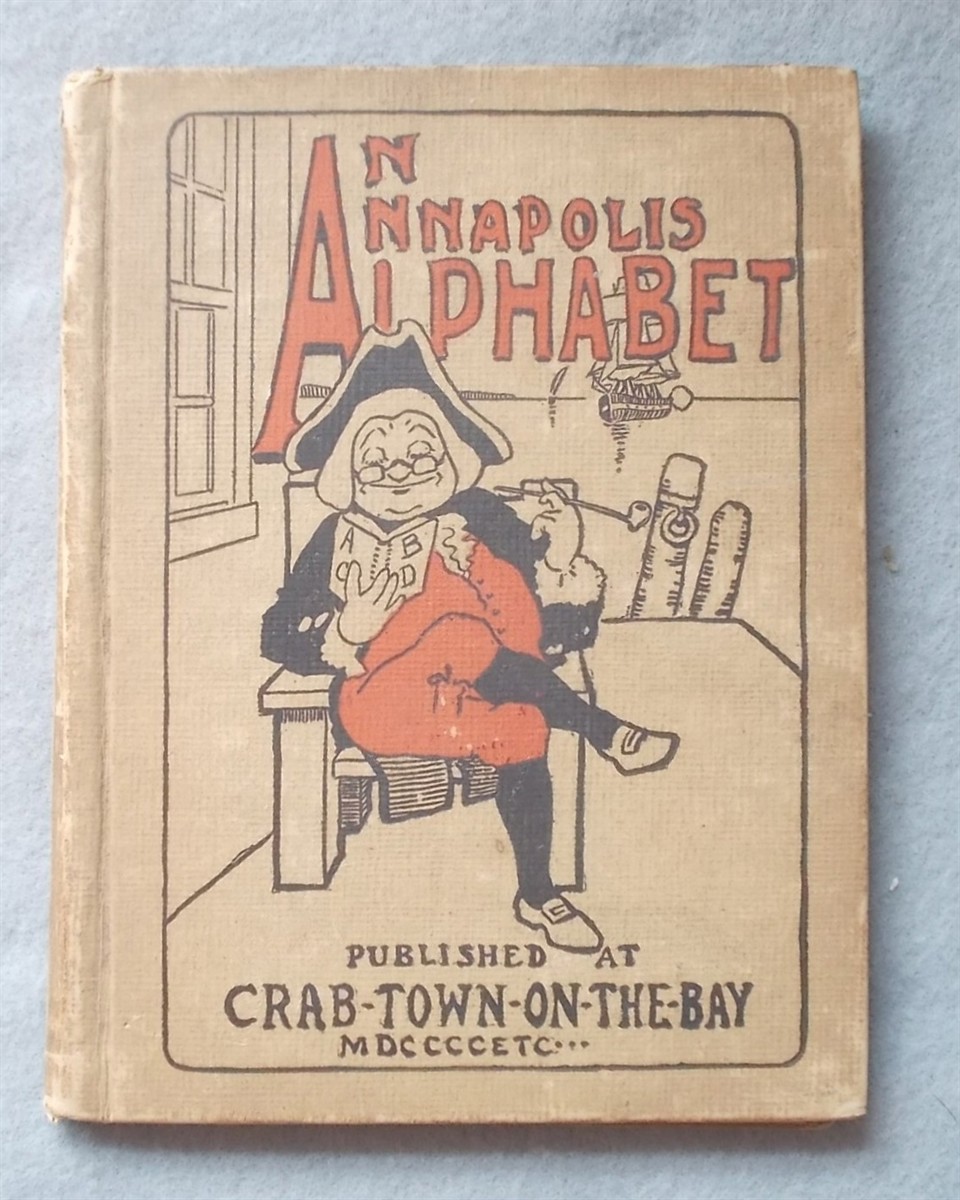 AN
ANNAPOLIS
ALPHABET
A B
C D
PUBLISHED AT
CRAB-TOWN-ON-THE-BAY
MDCCCCETC...